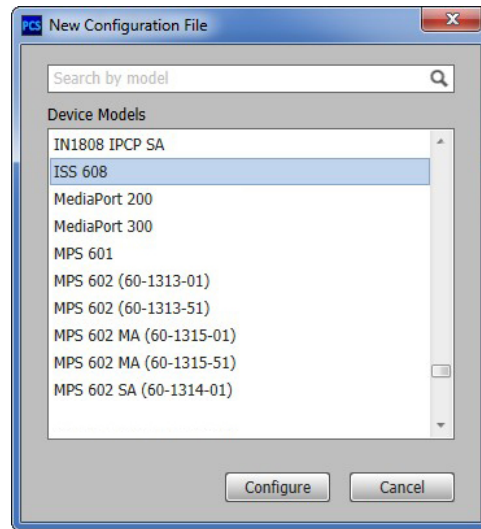 PCS New Configuration File
Search by model
Device Models
IN1808 IPCP SA
ISS 608
MediaPort 200
MediaPort 300
MPS 601
MPS 602 (60-1313-01)
MPS 602 (60-1313-51)
MPS 602 MA (60-1315-01)
MPS 602 MA (60-1315-51)
MPS 602 SA (60-1314-01)
Configure Cancel